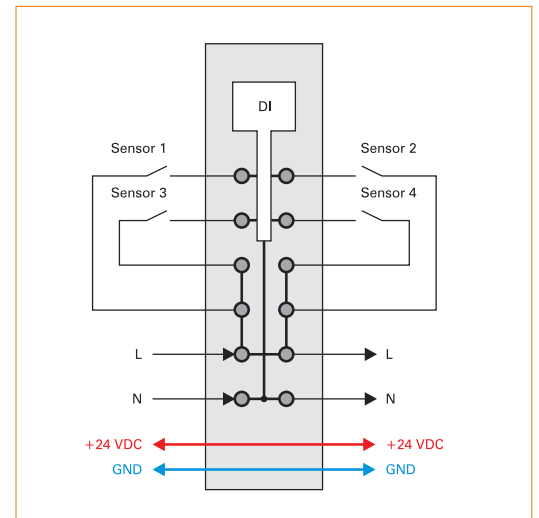 DI
Sensor 1
Sensor 2
Sensor 3
Sensor 4
L
L
N
N
+24 VDC
+24 VDC
GND
GND